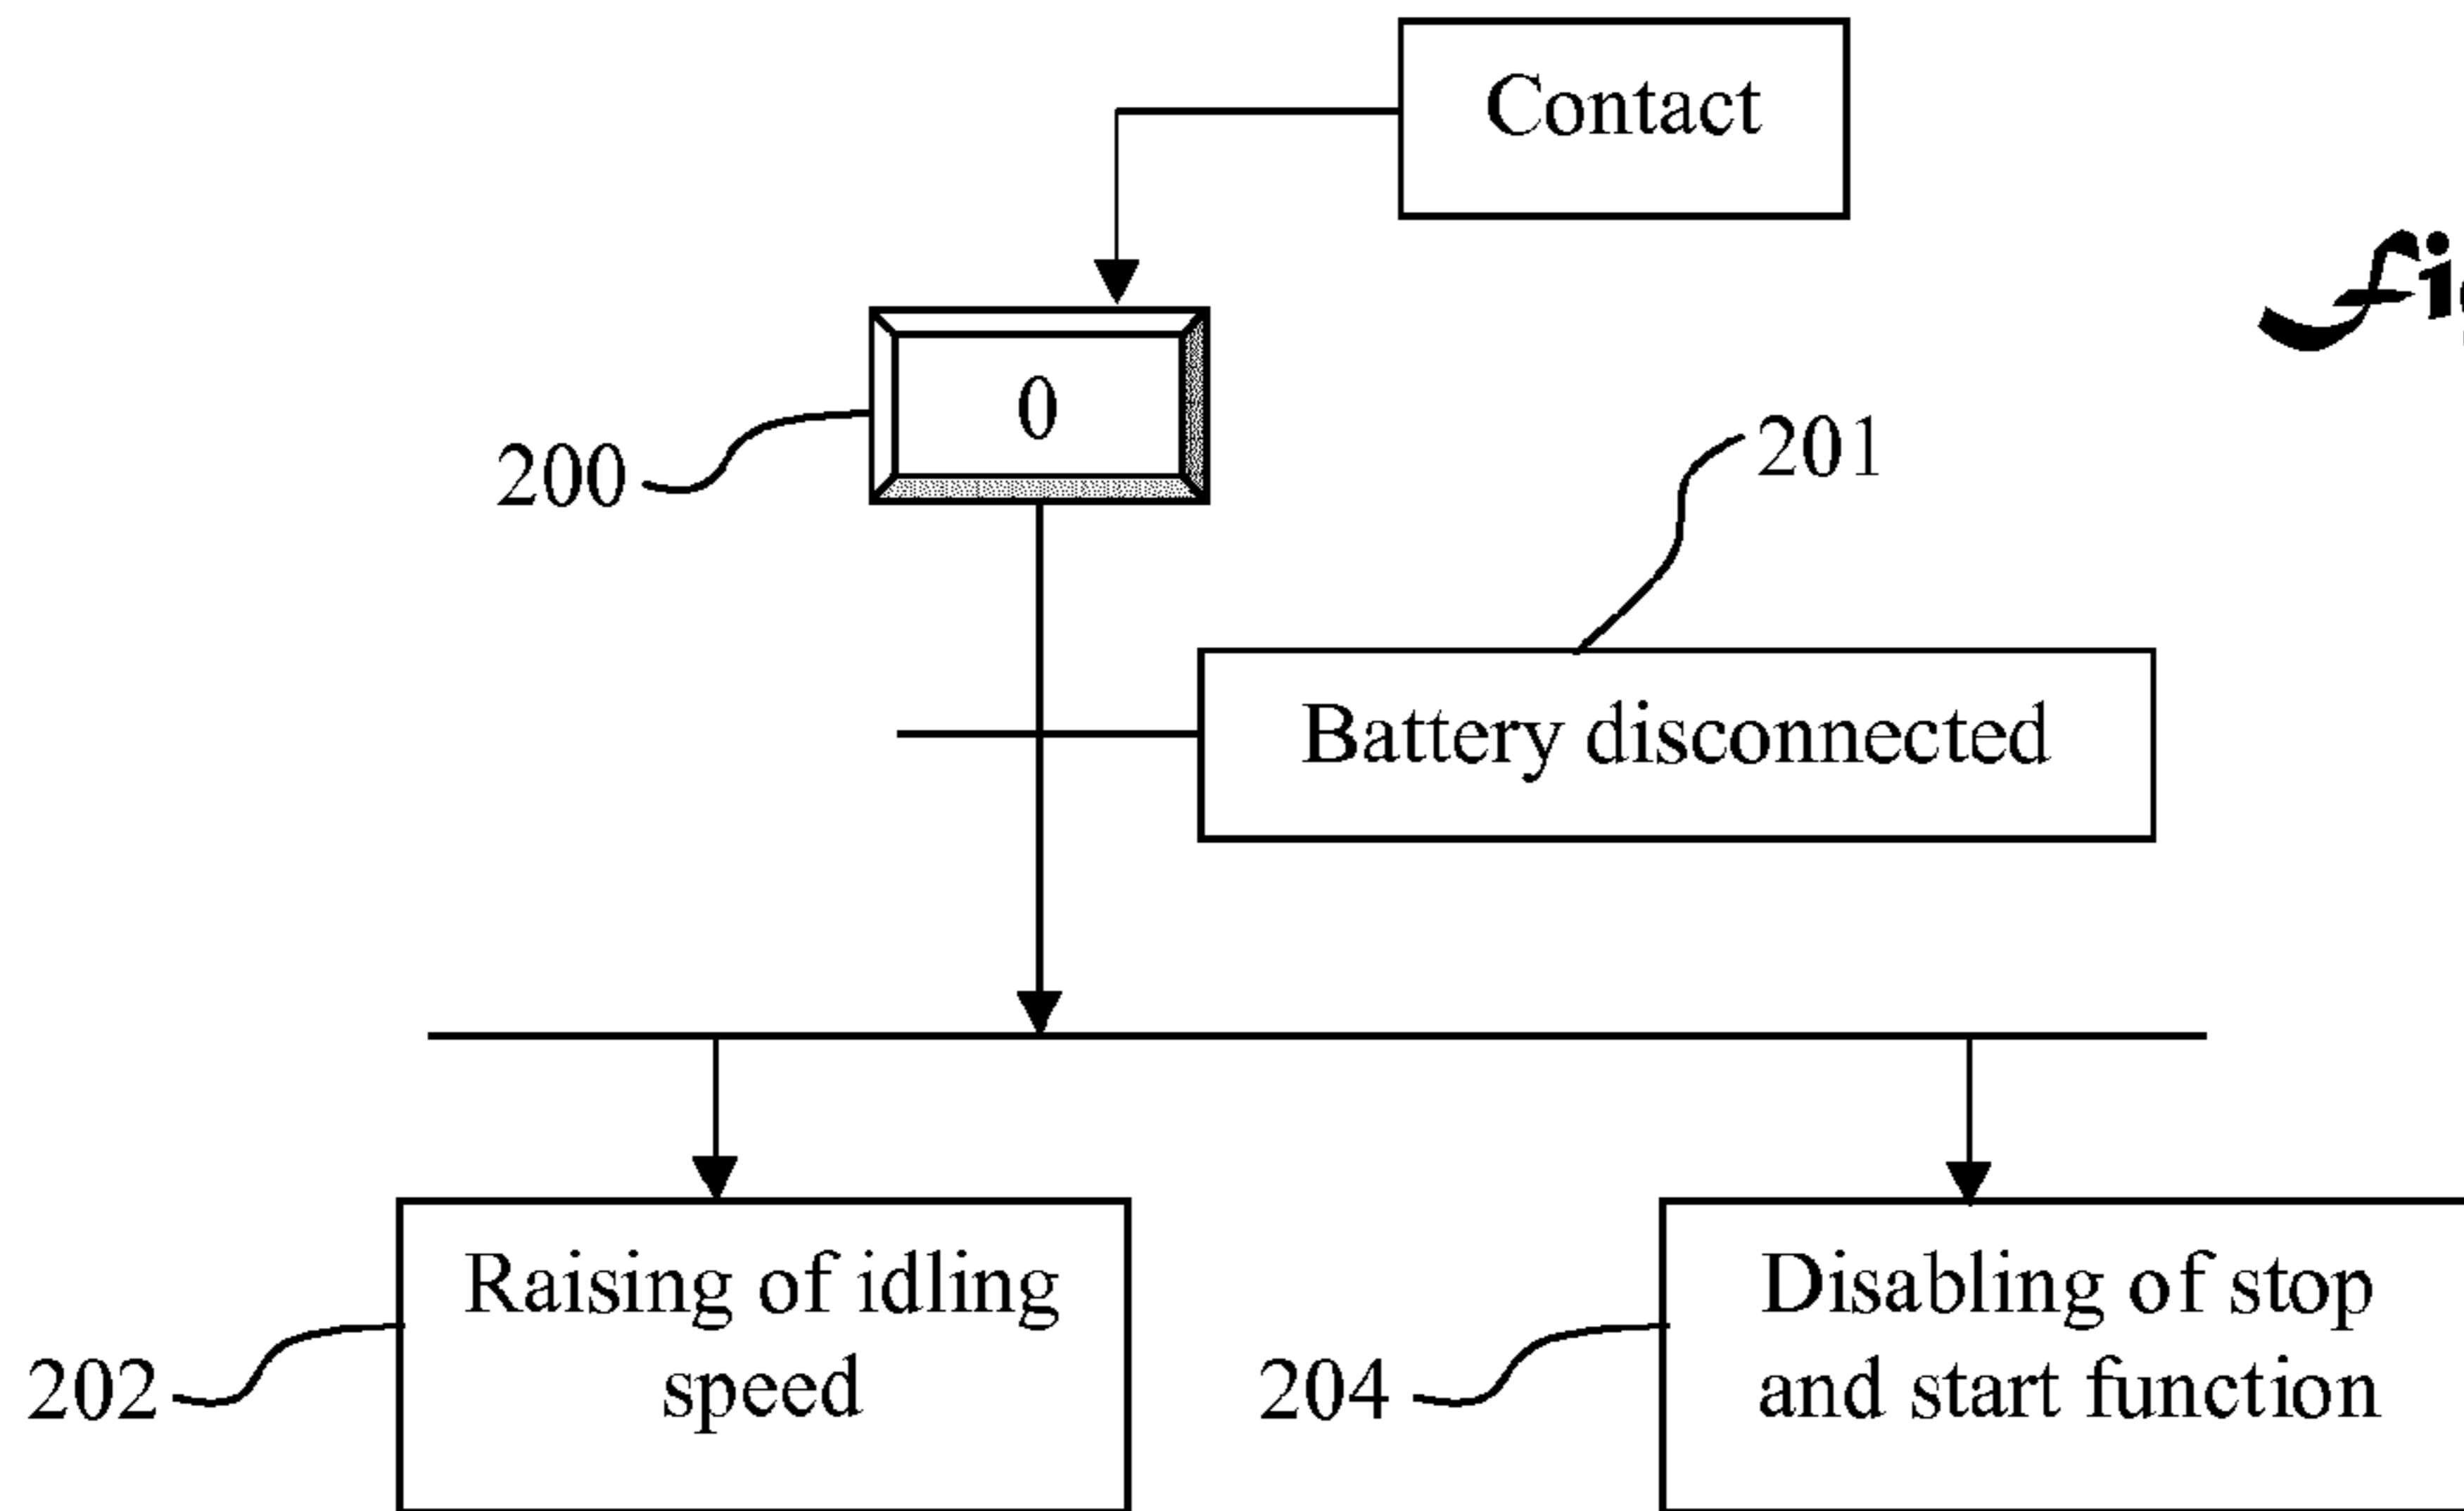 Contact
0
200
201
Battery disconnected
Raising of idling
speed
202
Disabling of stop
and start function
204